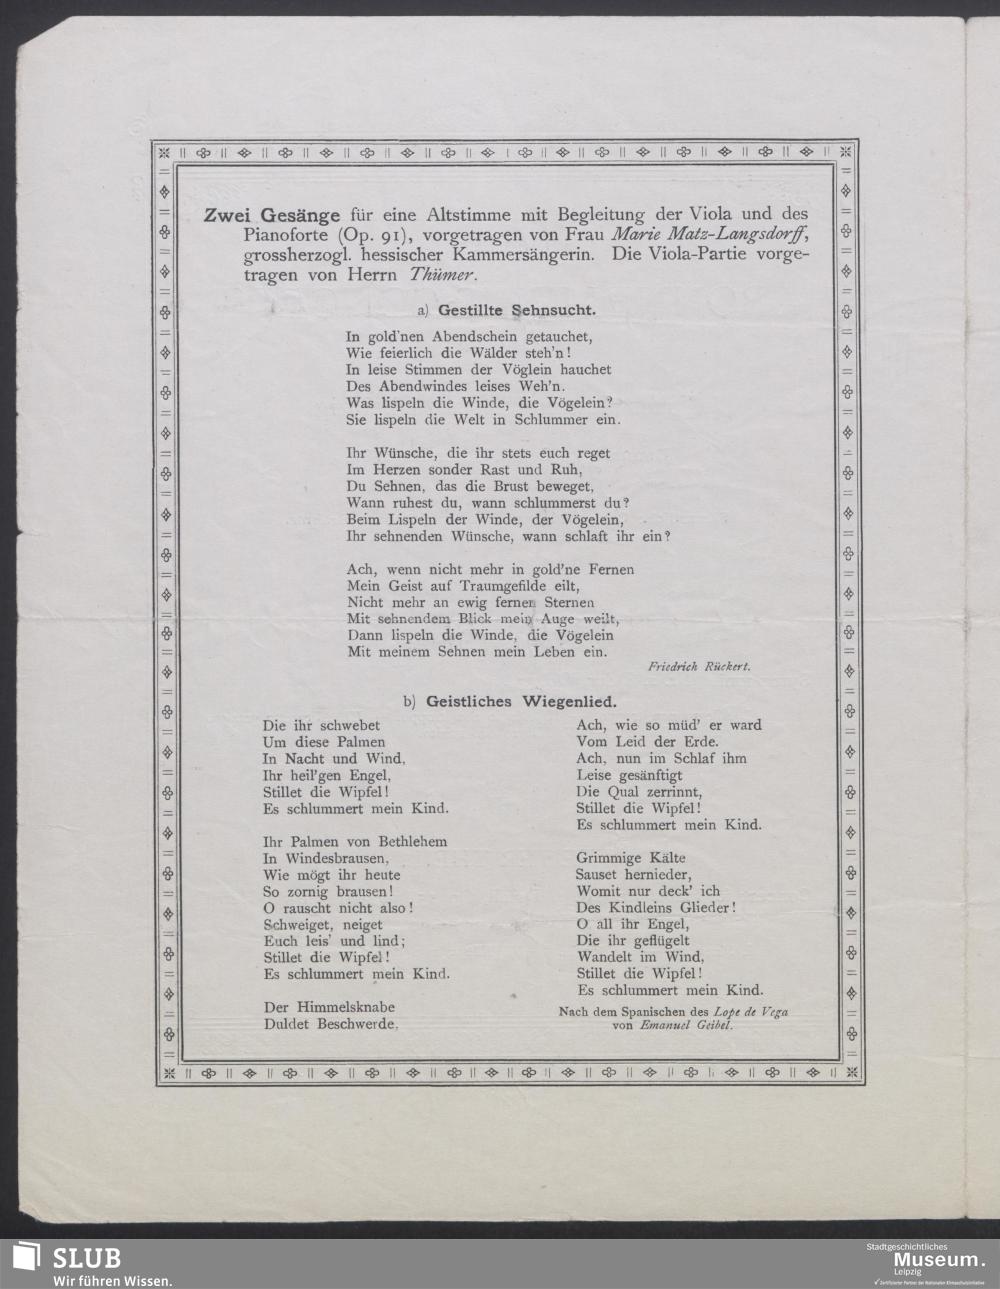 Zwei Gesänge für eine Altstimme mit Begleitung der Viola und des
Pianoforte (Op. 91), vorgetragen von Frau Marie Matz-Langsdorff,
grossherzogl. hessischer Kammersängerin. Die Viola-Partie vorge-
tragen von Herrn Thümer.
a) Gestillte Sehnsucht.
In gold'nen Abendschein getauchet,
Wie feierlich die Wälder steh'n!
In leise Stimmen der Vöglein hauchet
Des Abendwindes leises Weh'n.
Was lispeln die Winde, die Vögelein?
Sie lispeln die Welt in Schlummer ein.
Ihr Wünsche, die ihr stets euch reget
Im Herzen sonder Rast und Ruh,
Du Sehnen, das die Brust beweget,
Wann ruhest du, wann schlummerst du?
Beim Lispeln der Winde, der Vögelein,
Ihr sehnenden Wünsche, wann schlaft ihr ein?
Ach, wenn nicht mehr in gold'ne Fernen
Mein Geist auf Traumgefilde eilt,
Nicht mehr an ewig fernen Sternen
Mit sehnendem Blick mein Auge weilt,
Dann lispeln die Winde, die Vögelein
Mit meinem Sehnen mein Leben ein.
Friedrich Rückert.
b) Geistliches Wiegenlied.
Die ihr schwebet
Um diese Palmen
In Nacht und Wind,
Ihr heil'gen Engel,
Stillet die Wipfel!
Es schlummert mein Kind.
Ihr Palmen von Bethlehem
In Windesbrausen,
Wie mögt ihr heute
So zornig brausen!
O rauscht nicht also!
Schweiget, neiget
Euch leis' und lind;
Stillet die Wipfel!
Es schlummert mein Kind.
Der Himmelsknabe
Duldet Beschwerde,
Ach, wie so müd' er ward
Vom Leid der Erde.
Ach, nun im Schlaf ihm
Leise gesänftigt
Die Qual zerrinnt,
Stillet die Wipfel!
Es schlummert mein Kind.
Grimmige Kälte
Sauset hernieder,
Womit nur deck' ich
Des Kindleins Glieder!
O all ihr Engel,
Die ihr geflügelt
Wandelt im Wind,
Stillet die Wipfel!
Es schlummert mein Kind.
Nach dem Spanischen des Lope de Vega
von Emanuel Geibel.
SLUB
Wir führen Wissen.
Stadtgeschichtliches
Museum.
Leipzig
✓ Zertifizierter Partner der Nationalen Klimaschutzinitiative